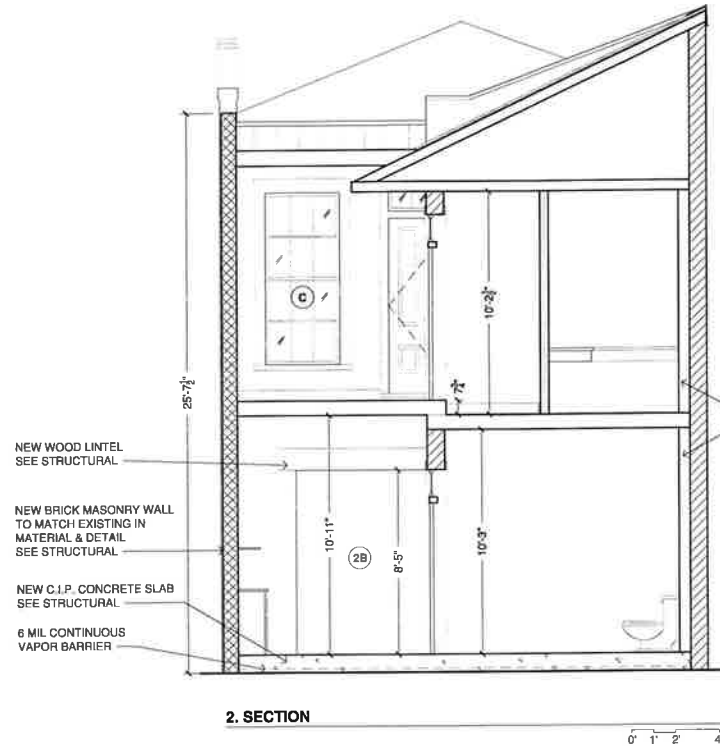 C
10'-2½"
7¾"
25'-7½"
NEW WOOD LINTEL
SEE STRUCTURAL
NEW BRICK MASONRY WALL
TO MATCH EXISTING IN
MATERIAL & DETAIL
SEE STRUCTURAL
10'-11"
2B
8'-5"
10'-3"
NEW C.I.P. CONCRETE SLAB
SEE STRUCTURAL
6 MIL CONTINUOUS
VAPOR BARRIER
2. SECTION
0' 1' 2' 4